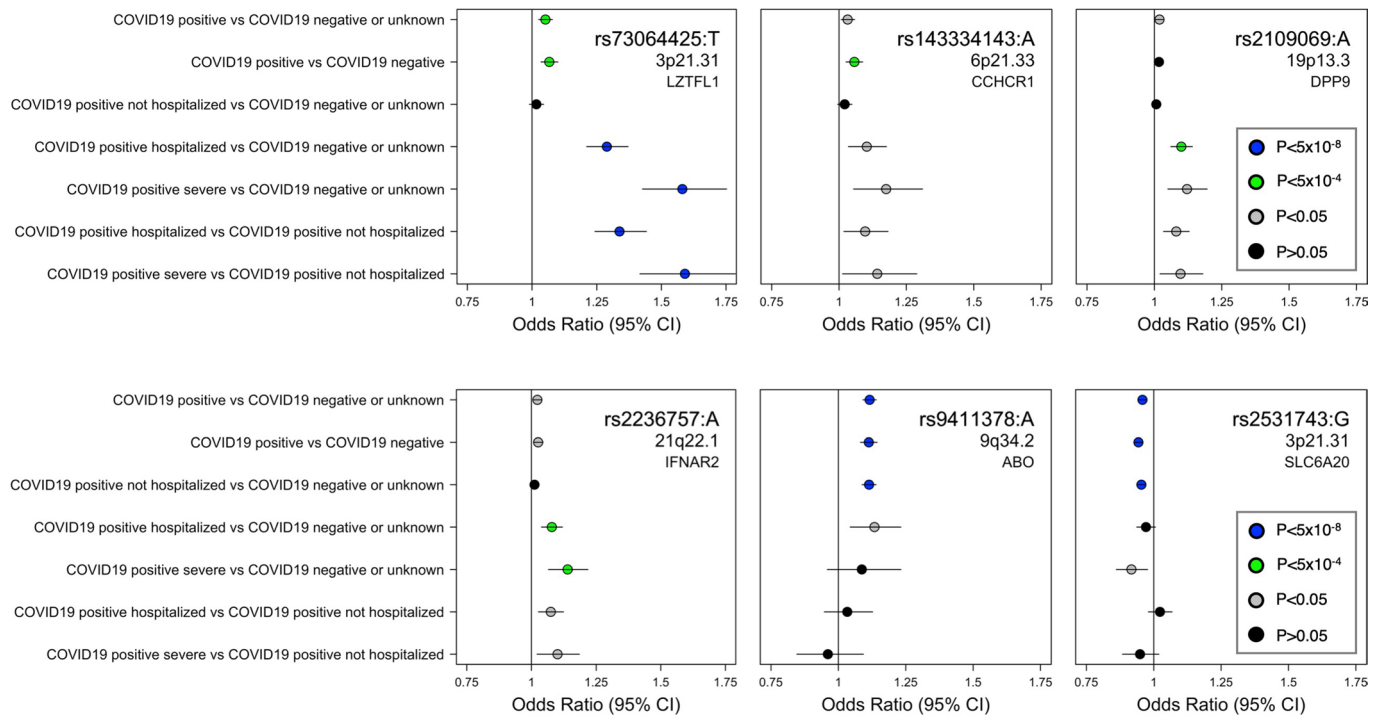 COVID19 positive vs COVID19 negative or unknown
COVID19 positive vs COVID19 negative
COVID19 positive not hospitalized vs COVID19 negative or unknown
COVID19 positive hospitalized vs COVID19 negative or unknown
COVID19 positive severe vs COVID19 negative or unknown
COVID19 positive hospitalized vs COVID19 positive not hospitalized
COVID19 positive severe vs COVID19 positive not hospitalized
rs73064425:T
3p21.31
LZTFL1
0.75 1 1.25 1.5 1.75
Odds Ratio (95% CI)
rs143334143:A
6p21.33
CCHCR1
0.75 1 1.25 1.5 1.75
Odds Ratio (95% CI)
rs2109069:A
19p13.3
DPP9
P<5x10-8
P<5x10-4
P<0.05
P>0.05
0.75 1 1.25 1.5 1.75
Odds Ratio (95% CI)
COVID19 positive vs COVID19 negative or unknown
COVID19 positive vs COVID19 negative
COVID19 positive not hospitalized vs COVID19 negative or unknown
COVID19 positive hospitalized vs COVID19 negative or unknown
COVID19 positive severe vs COVID19 negative or unknown
COVID19 positive hospitalized vs COVID19 positive not hospitalized
COVID19 positive severe vs COVID19 positive not hospitalized
rs2236757:A
21q22.1
IFNAR2
0.75 1 1.25 1.5 1.75
Odds Ratio (95% CI)
rs9411378:A
9q34.2
ABO
0.75 1 1.25 1.5 1.75
Odds Ratio (95% CI)
rs2531743:G
3p21.31
SLC6A20
P<5x10-8
P<5x10-4
P<0.05
P>0.05
0.75 1 1.25 1.5 1.75
Odds Ratio (95% CI)